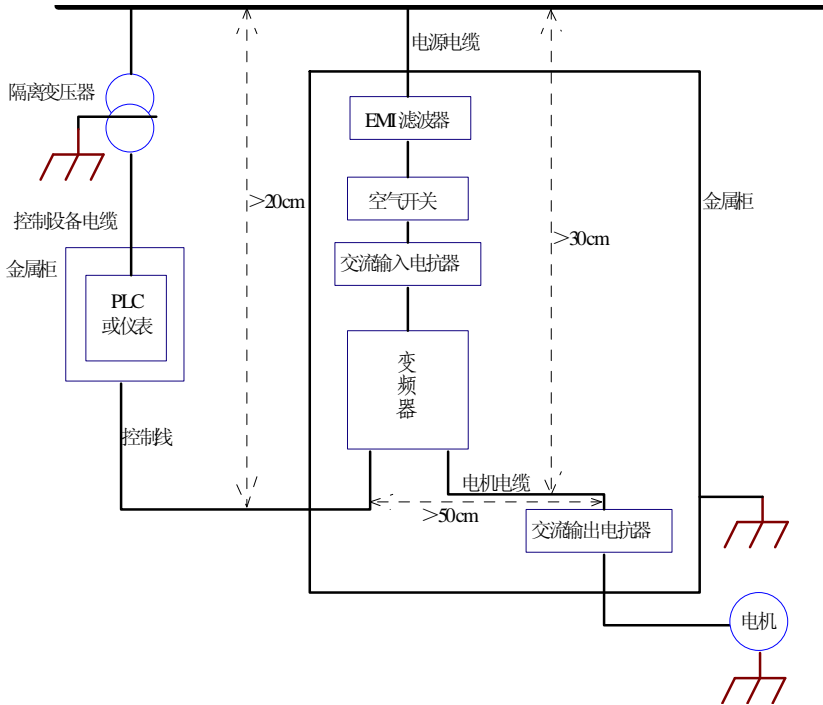 电源电缆
隔离变压器
EMI 滤波器
>20cm
空气开关
金属柜
控制设备电缆
>30cm
金属柜
交流输入电抗器
PLC
或仪表
变
频
器
控制线
电机电缆
>50cm
交流输出电抗器
电机